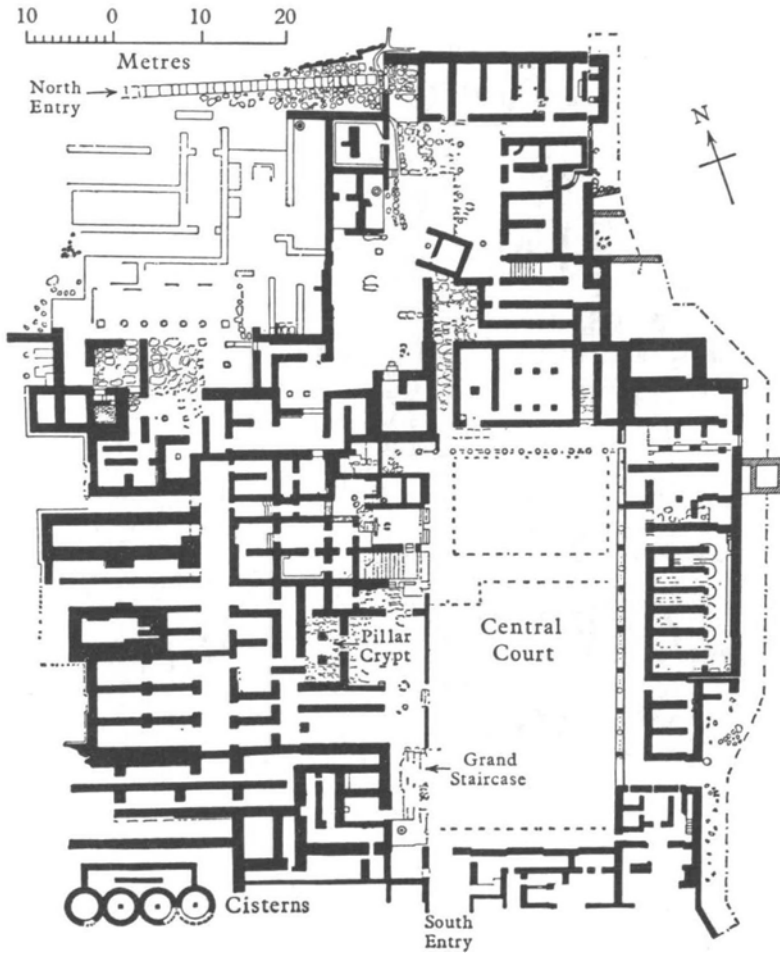 10 0 10 20
Metres
North
Entry
N
Pillar
Crypt
Central
Court
Grand
Staircase
Cisterns
South
Entry